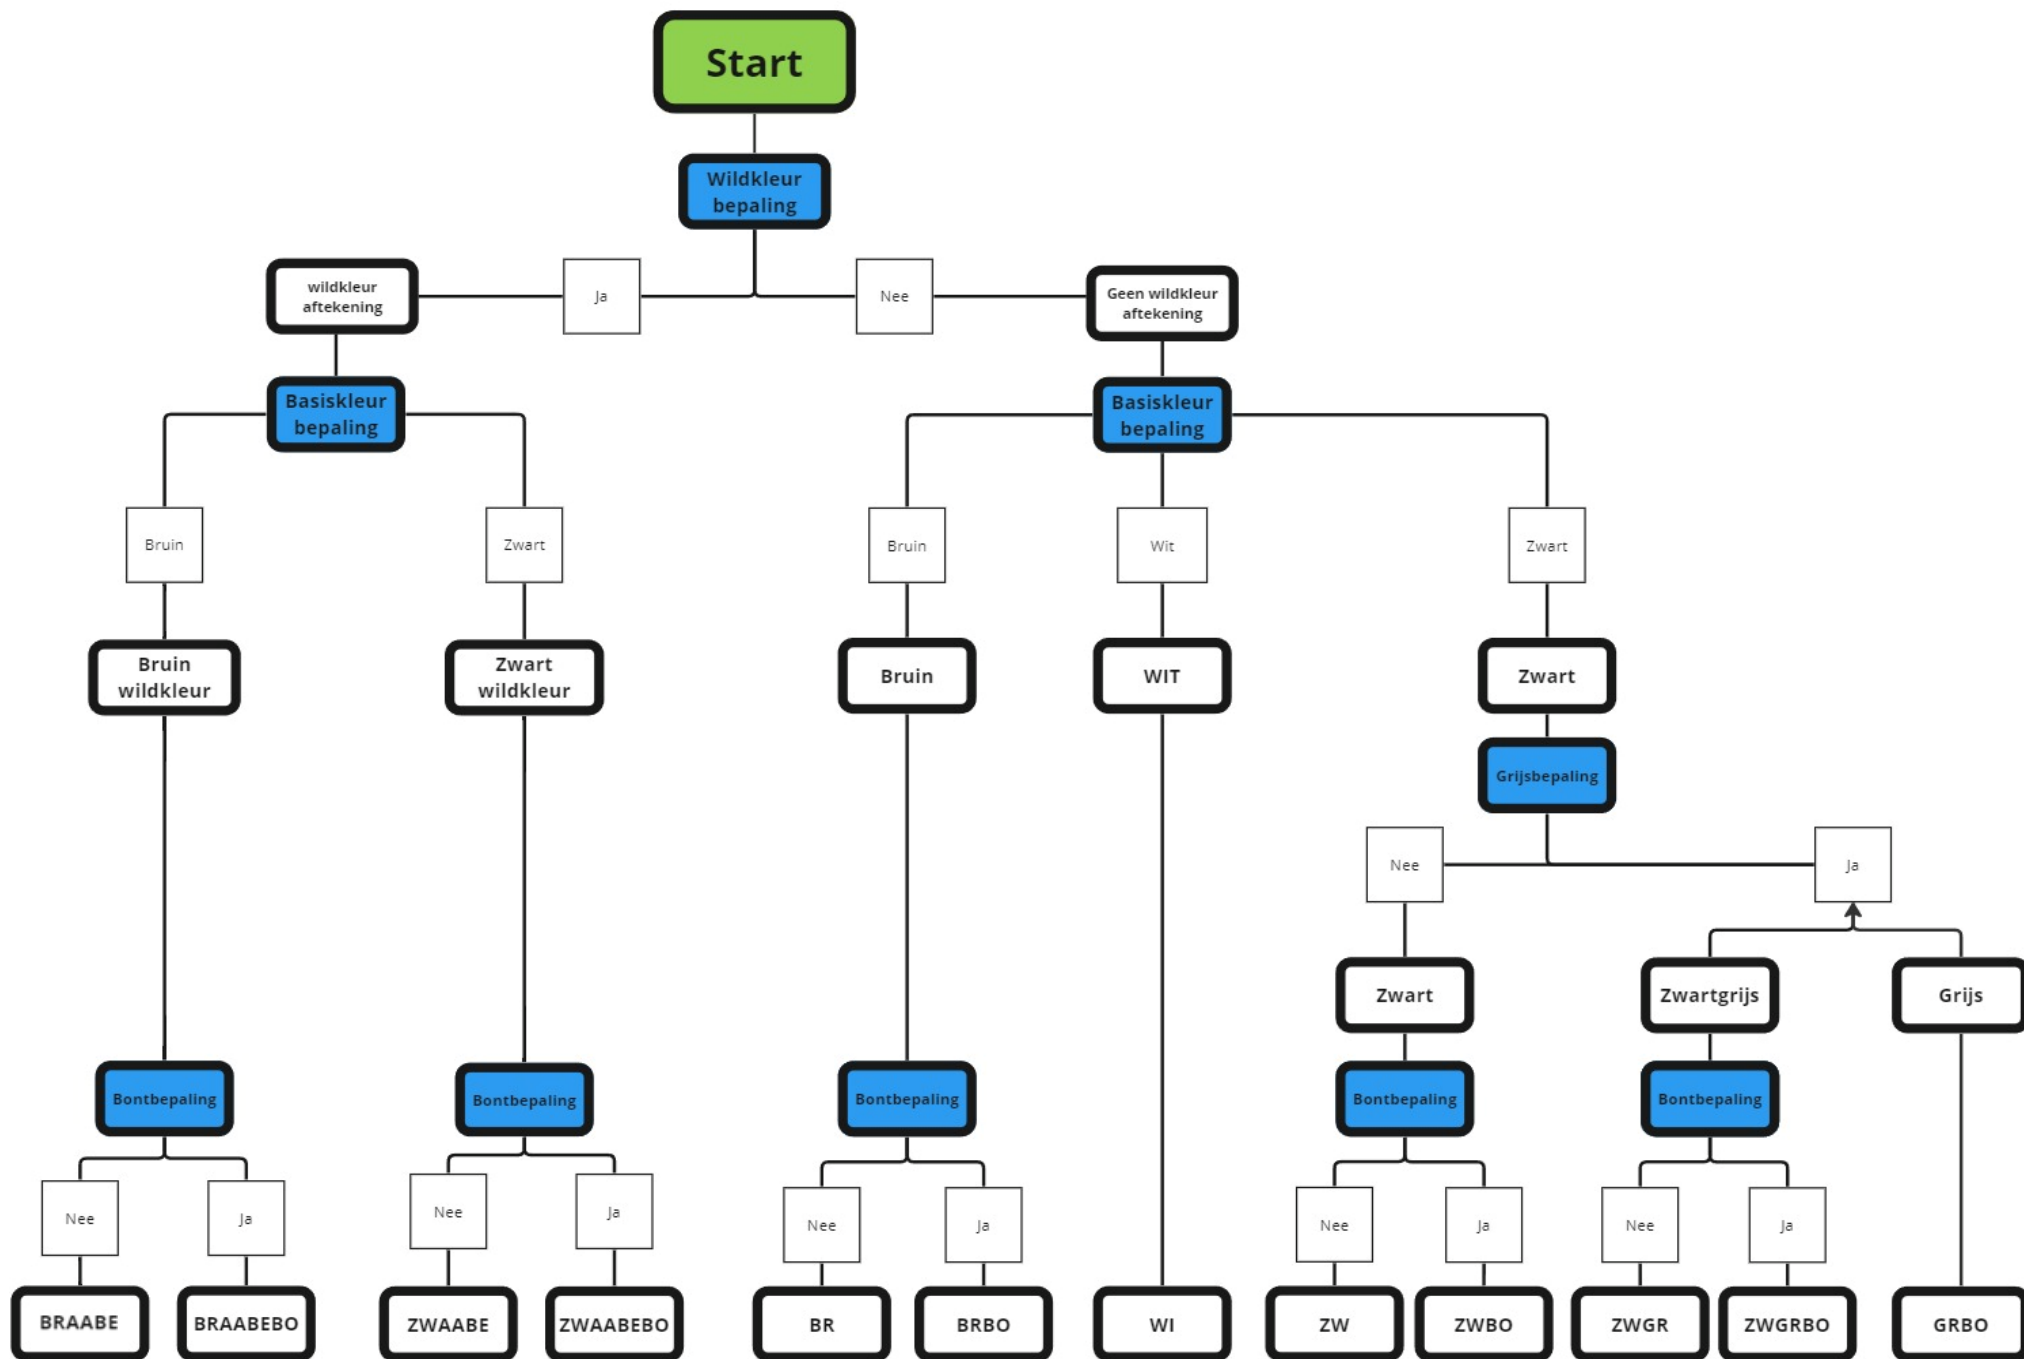 Start
Wildkleur
bepaling
wildkleur
aftekening
Ja
Nee
Geen wildkleur
aftekening
Basiskleur
bepaling
Basiskleur
bepaling
Bruin
Zwart
Bruin
Wit
Zwart
Bruin
wildkleur
Zwart
wildkleur
Bruin
WIT
Zwart
Grijsbepaling
Nee
Ja
Zwart
Zwartgrijs
Grijs
Bontbepaling
Bontbepaling
Bontbepaling
Bontbepaling
Bontbepaling
Nee
Ja
Nee
Ja
Nee
Ja
Nee
Ja
Nee
Ja
BRAABE
BRAABEBO
ZWAABE
ZWAABEBO
BR
BRBO
WI
ZW
ZWBO
ZWGR
ZWGRBO
GRBO